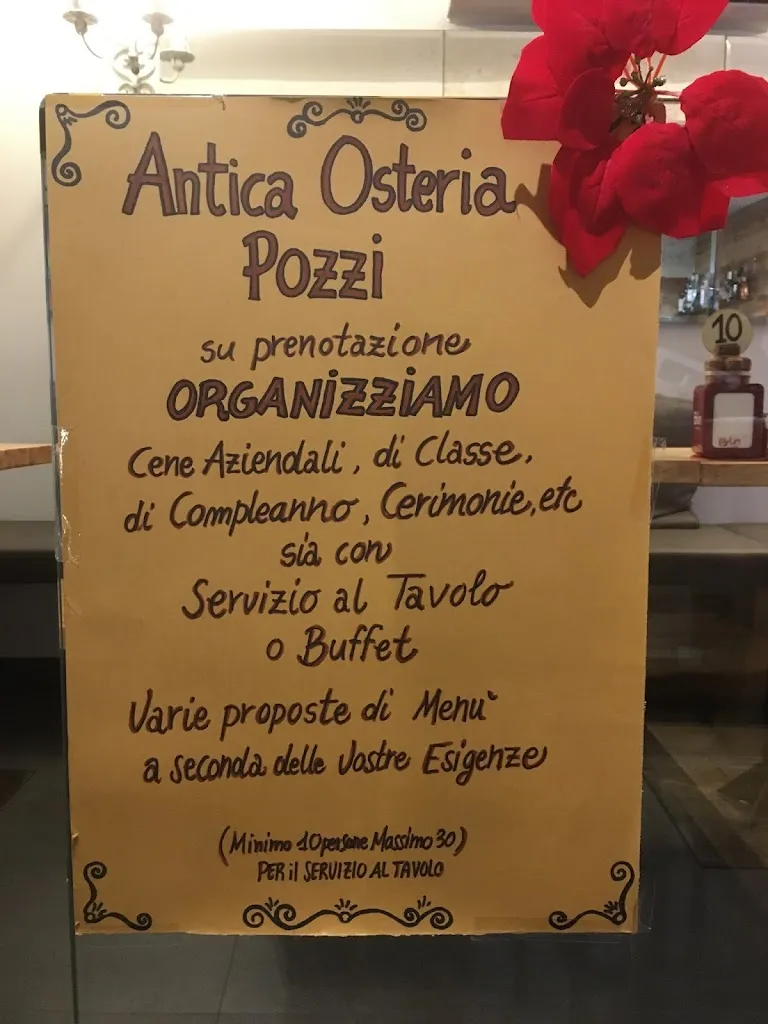 Antica Osteria
Pozzi
su prenotazione
ORGANiZZiAMO
Cene Aziendali, di Classe,
di Compleanno, Cerimonie, etc
sia con
Servizio al Tavolo
o Buffet
Varie proposte di Menù
a seconda delle Vostre Esigenze
(Minimo 10 persone Massimo 30)
PER il SERVIZIO AL TAVOLO
10